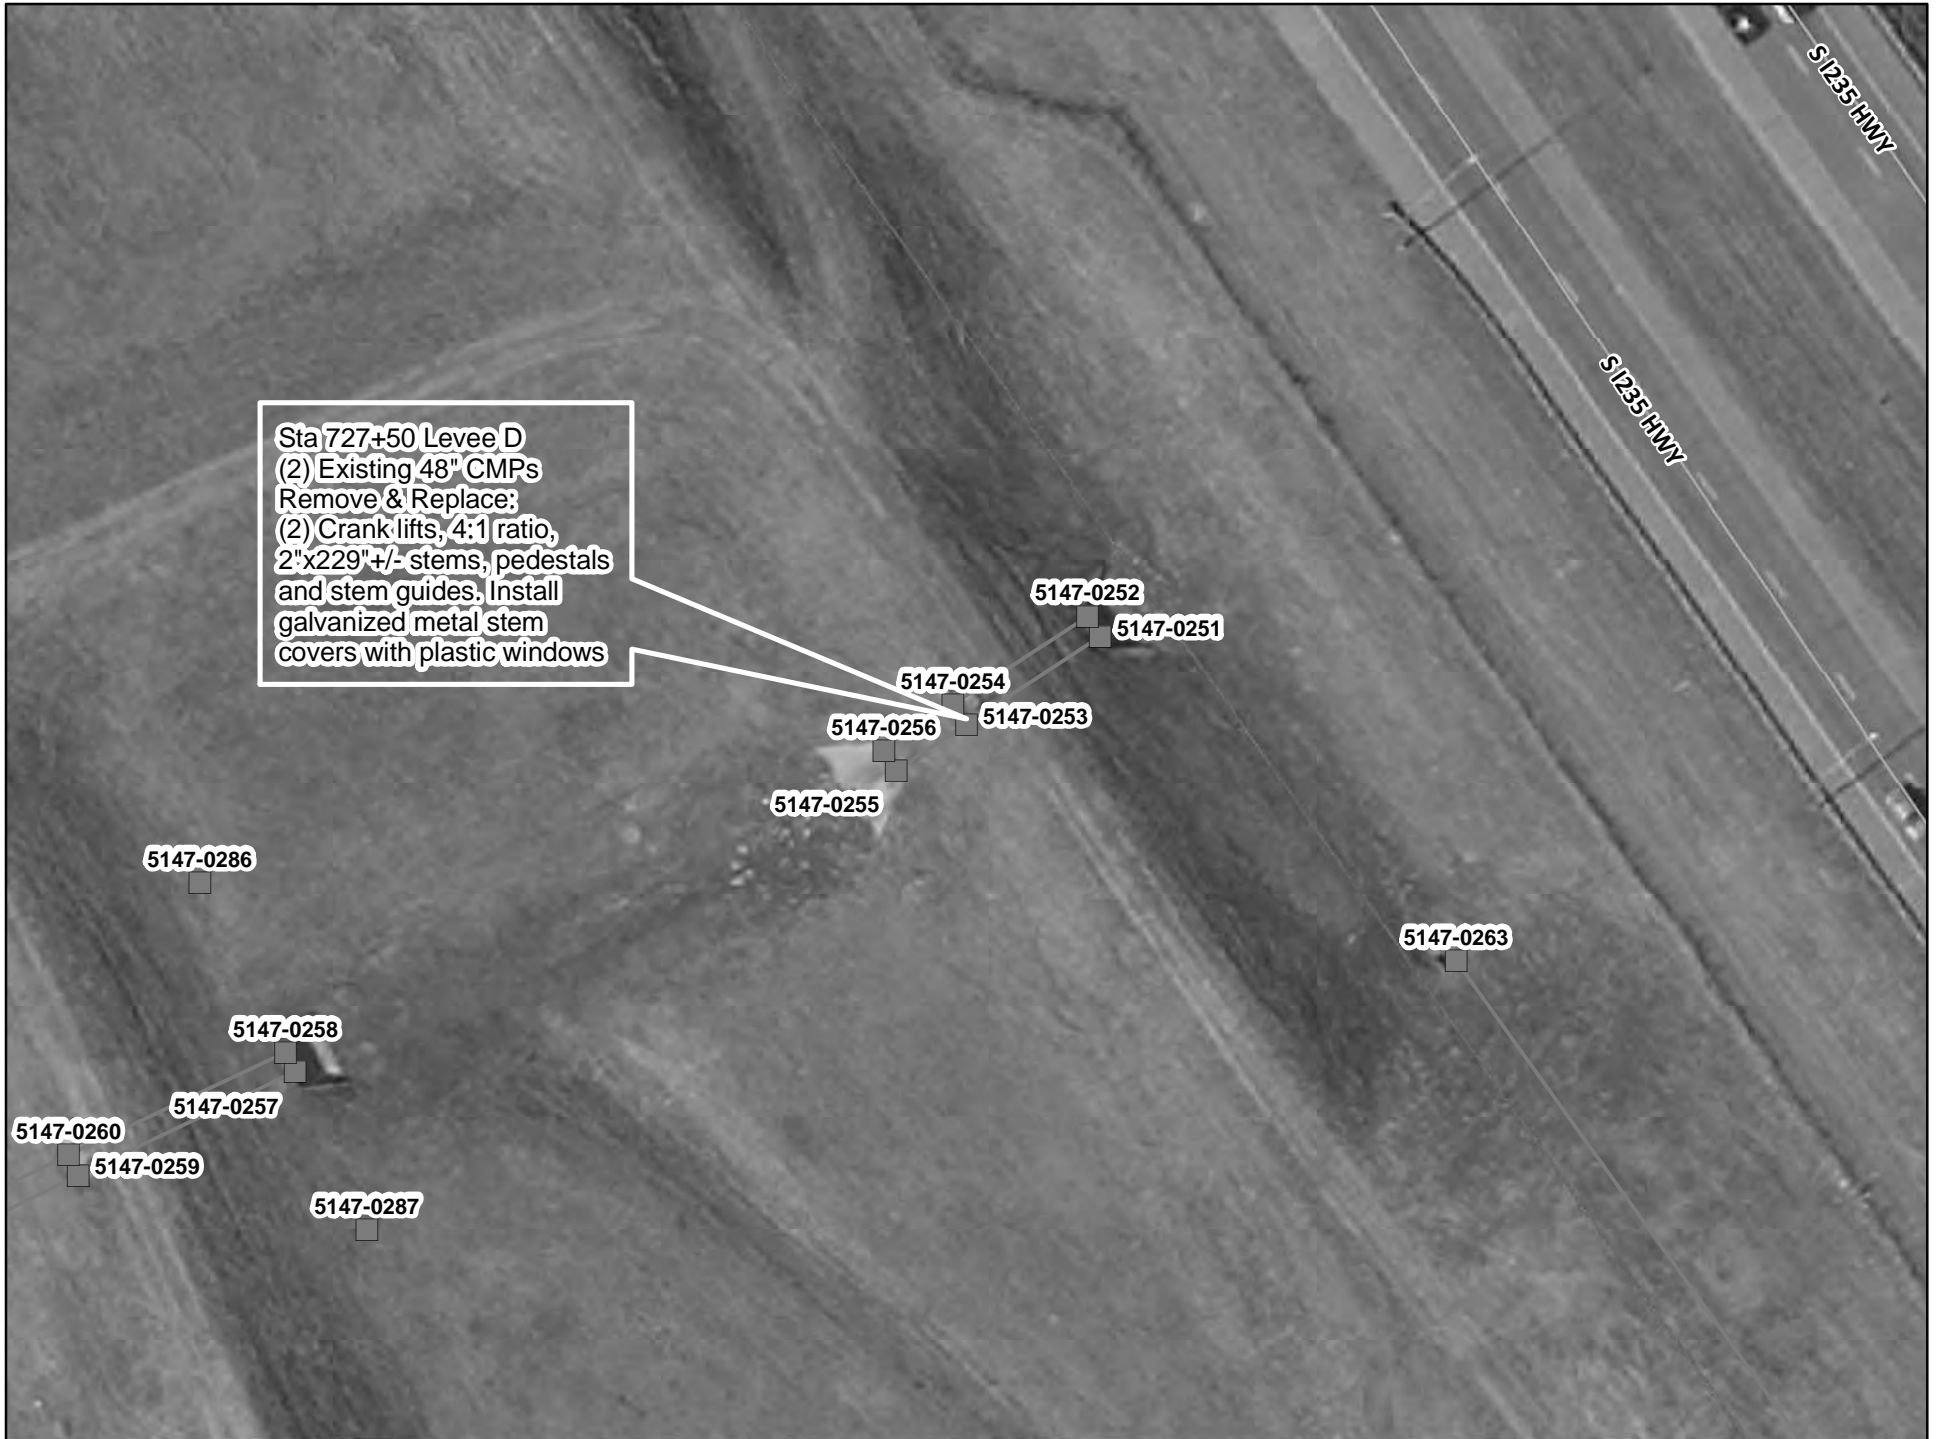 S I235 HWY
S I235 HWY
Sta 727+50 Levee D
(2) Existing 48" CMPs
Remove & Replace:
(2) Crank lifts, 4:1 ratio,
2"x229"+/- stems, pedestals
and stem guides. Install
galvanized metal stem
covers with plastic windows
5147-0252
5147-0251
5147-0254
5147-0253
5147-0256
5147-0255
5147-0286
5147-0263
5147-0258
5147-0257
5147-0260
5147-0259
5147-0287